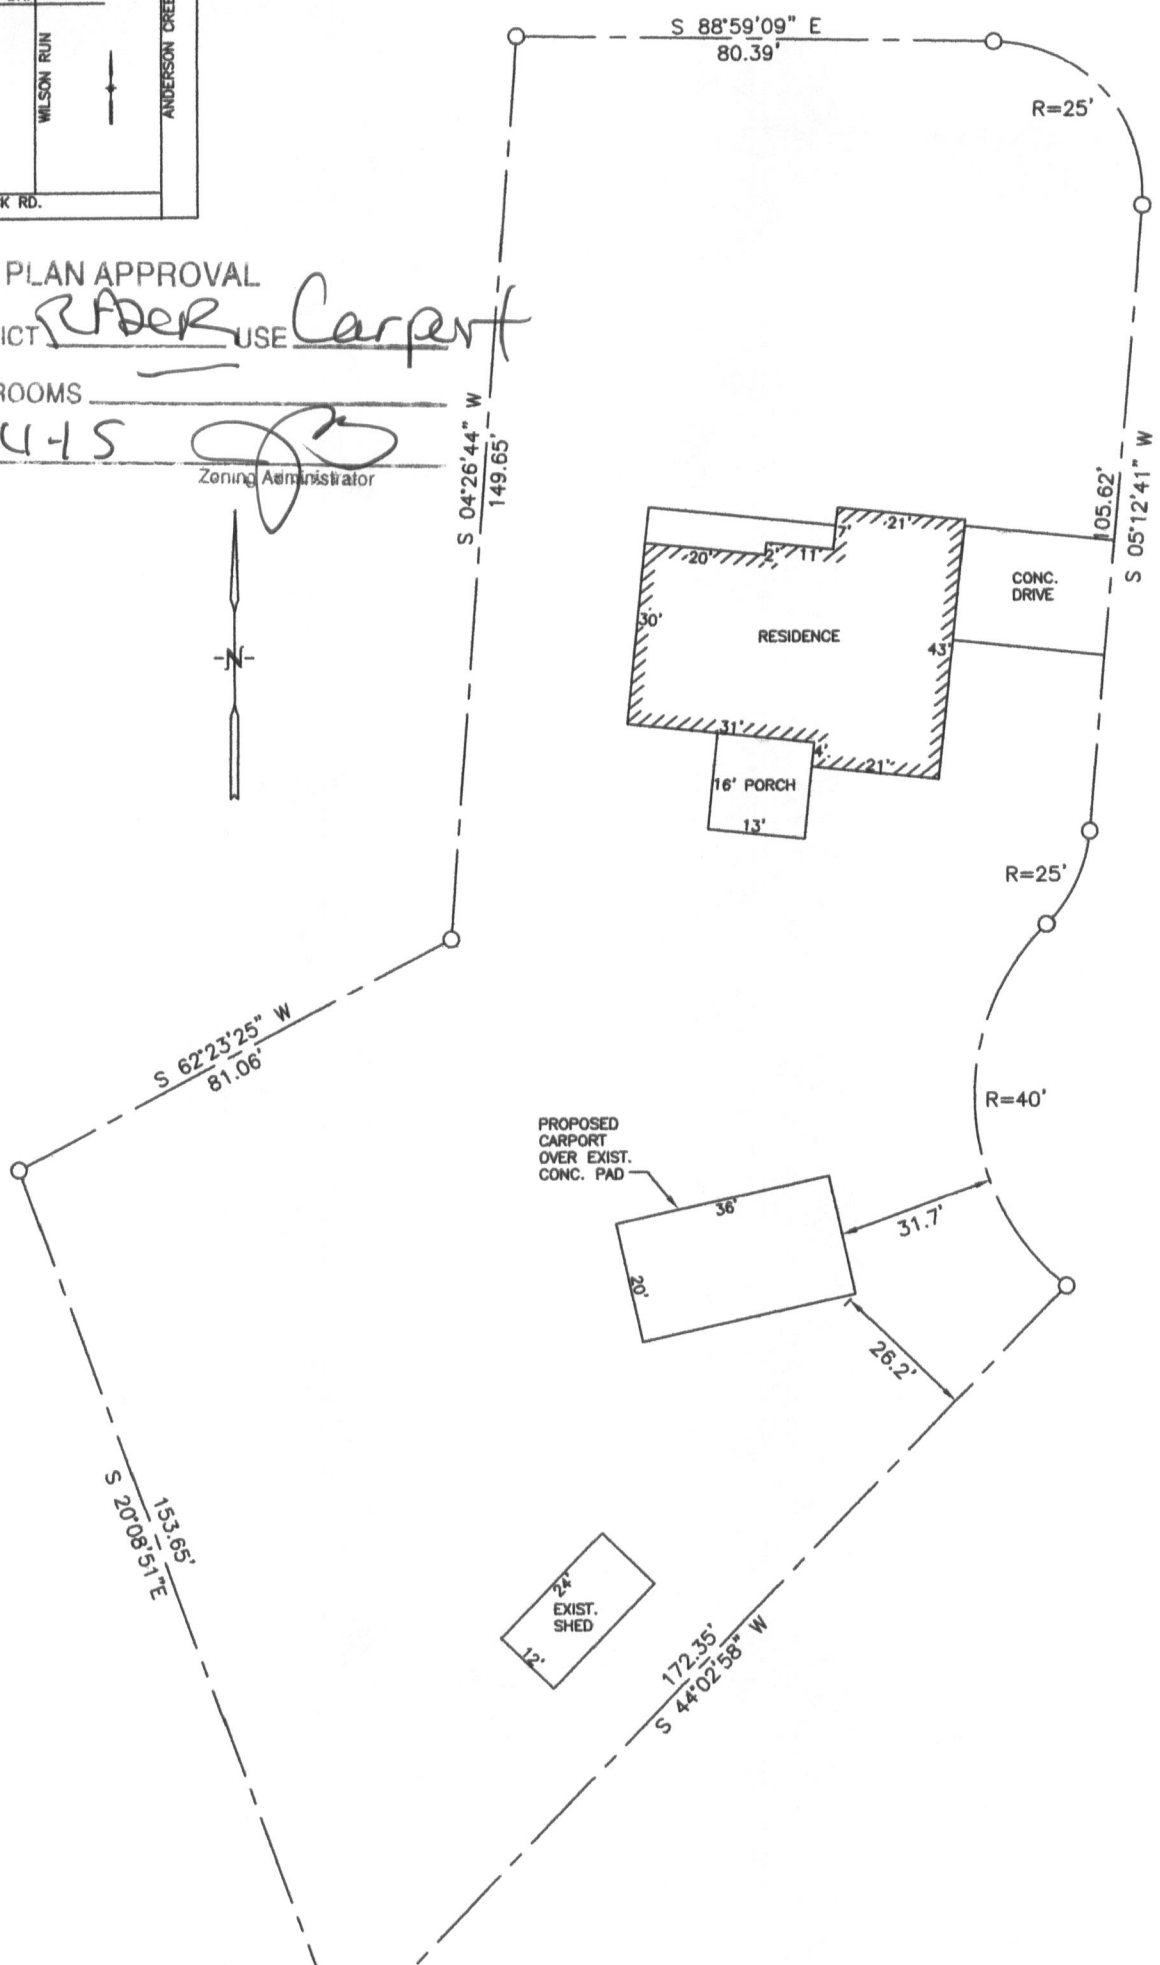 WILSON RUN
ANDERSON CREE
K RD.
PLAN APPROVAL
ICT RADER USE Carport
ROOMS
4-15
Zoning Administrator
-N-
S 88°59'09" E
80.39'
R=25'
S 04°26'44" W
149.65'
105.62'
S 05°12'41" W
21'
7'
20'
2'
11'
CONC.
DRIVE
30'
RESIDENCE
43'
31'
4'
21'
16' PORCH
13'
R=25'
S 62°23'25" W
81.06'
R=40'
PROPOSED
CARPORT
OVER EXIST.
CONC. PAD
36'
31.7'
20'
26.2'
153.65'
S 20°08'51"E
24'
EXIST.
SHED
12'
172.35'
S 44°02'58" W